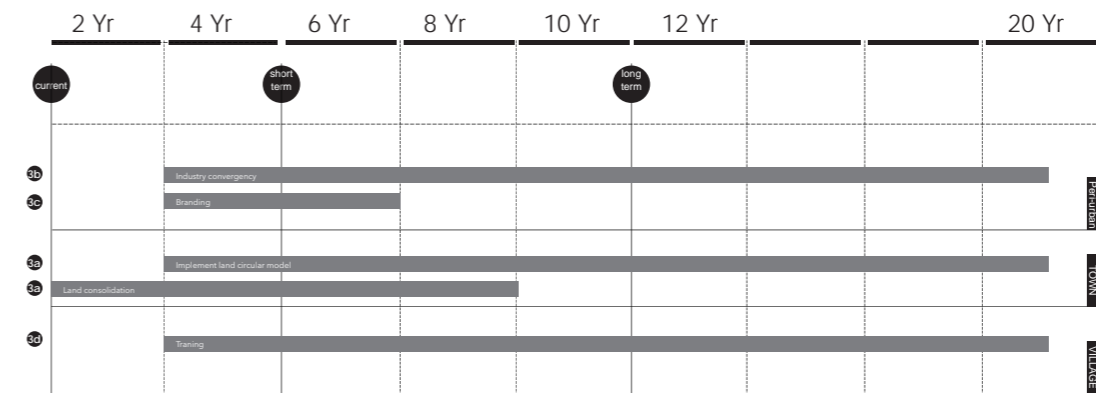 2 Yr 4 Yr 6 Yr 8 Yr 10 Yr 12 Yr 20 Yr
current
short
term
long
term
3b Industry convergency
3c Branding
Peri-urban
3a Implement land circular model
3a Land consolidation
TOWN
3d Traning
VILLAGE